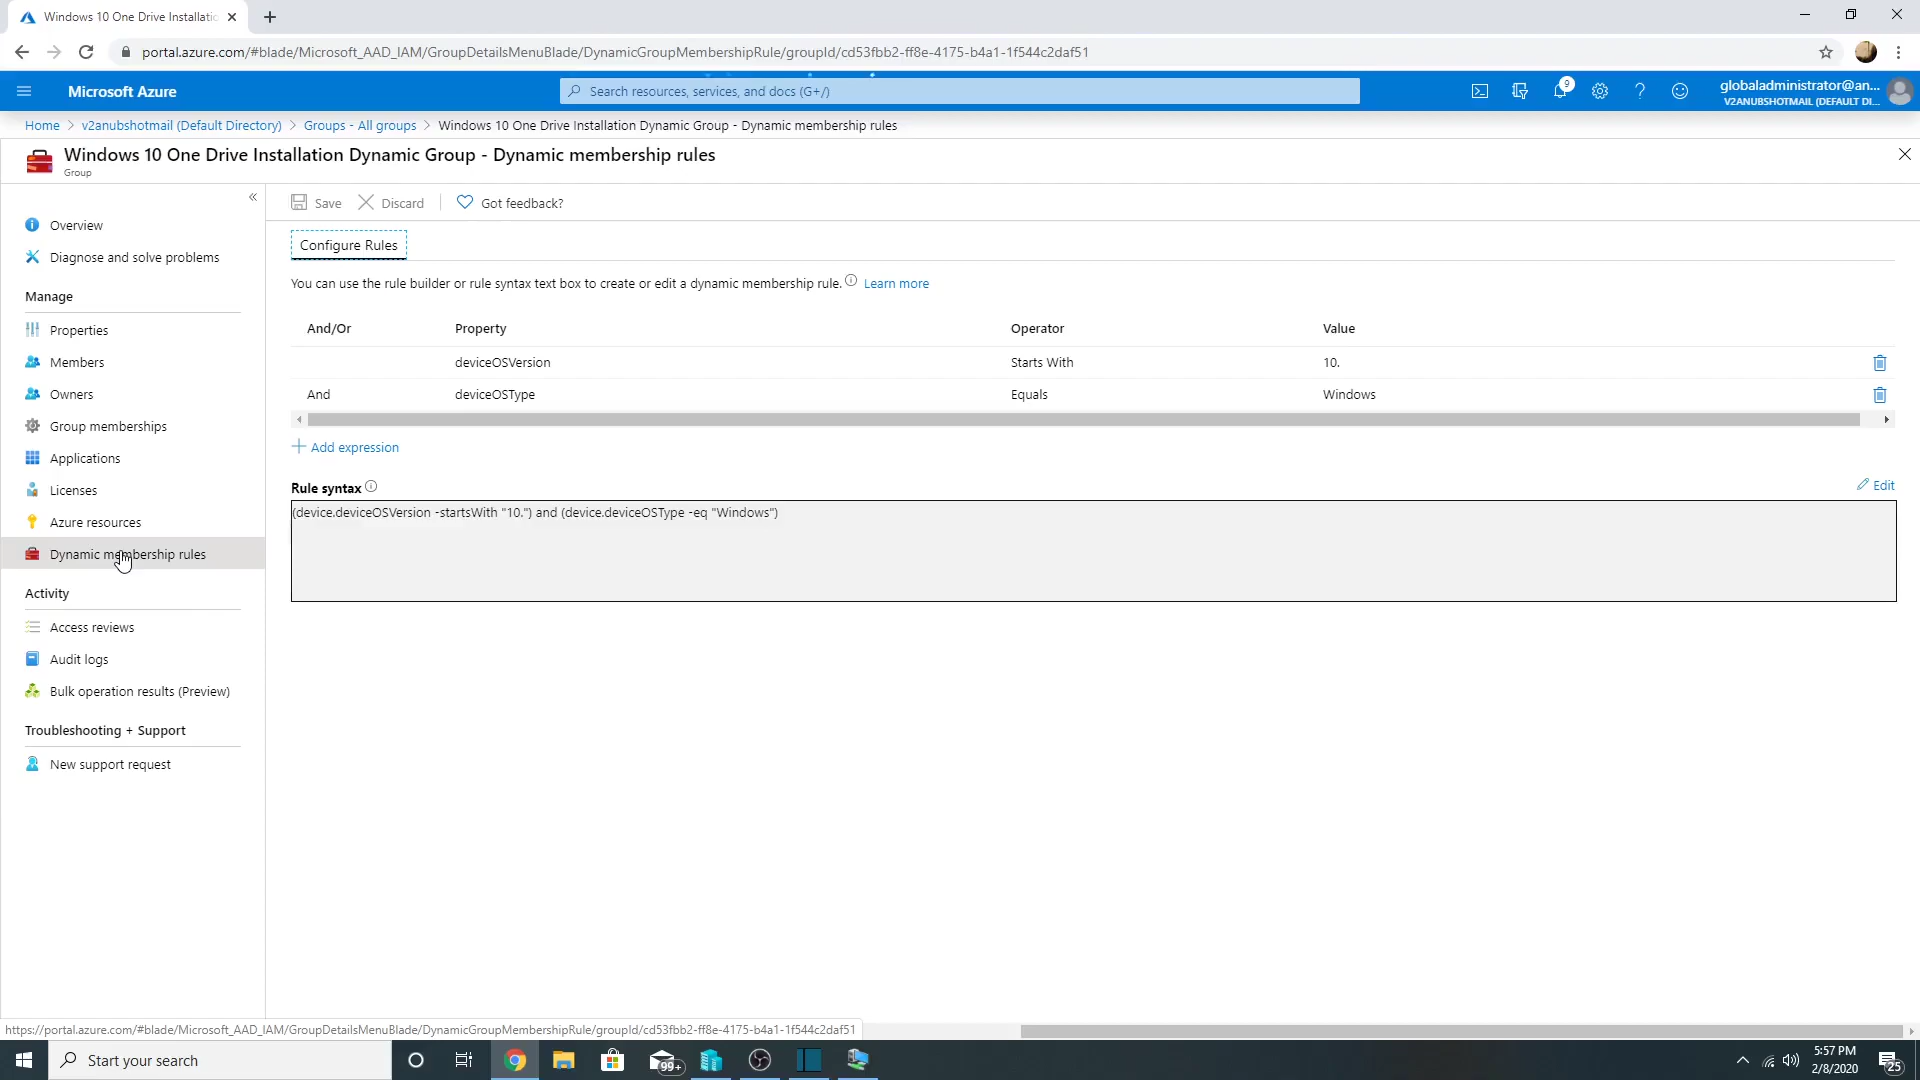 Windows 10 One Drive Installatio
portal.azure.com/#blade/Microsoft_AAD_IAM/GroupDetailsMenuBlade/DynamicGroupMembershipRule/groupId/cd53fbb2-ff8e-4175-b4a1-1f544c2daf51
Microsoft Azure
Search resources, services, and docs (G+/)
9
globaladministrator@an...
V2ANUBSHOTMAIL (DEFAULT DI...
Home > v2anubshotmail (Default Directory) > Groups - All groups > Windows 10 One Drive Installation Dynamic Group - Dynamic membership rules
Windows 10 One Drive Installation Dynamic Group - Dynamic membership rules
Group
Save Discard Got feedback?
Overview
Diagnose and solve problems
Manage
Properties
Members
Owners
Group memberships
Applications
Licenses
Azure resources
Dynamic membership rules
Activity
Access reviews
Audit logs
Bulk operation results (Preview)
Troubleshooting + Support
New support request
Configure Rules
You can use the rule builder or rule syntax text box to create or edit a dynamic membership rule. Learn more
And/Or Property Operator Value
deviceOSVersion Starts With 10.
And deviceOSType Equals Windows
+ Add expression
Rule syntax
Edit
(device.deviceOSVersion -startsWith "10.") and (device.deviceOSType -eq "Windows")
https://portal.azure.com/#blade/Microsoft_AAD_IAM/GroupDetailsMenuBlade/DynamicGroupMembershipRule/groupId/cd53fbb2-ff8e-4175-b4a1-1f544c2daf51
Start your search
99+
5:57 PM
2/8/2020
25